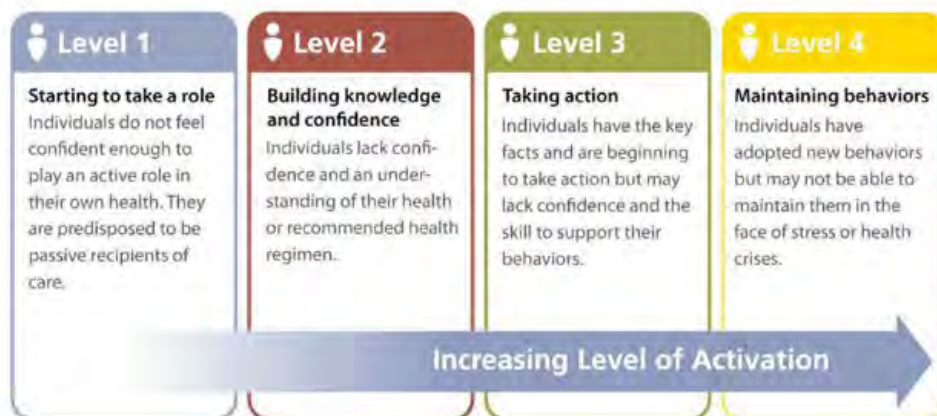 Level 1
Starting to take a role
Individuals do not feel
confident enough to
play an active role in
their own health. They
are predisposed to be
passive recipients of
care.
Level 2
Building knowledge
and confidence
Individuals lack confi-
dence and an under-
standing of their health
or recommended health
regimen.
Level 3
Taking action
Individuals have the key
facts and are beginning
to take action but may
lack confidence and the
skill to support their
behaviors.
Level 4
Maintaining behaviors
Individuals have
adopted new behaviors
but may not be able to
maintain them in the
face of stress or health
crises.
Increasing Level of Activation